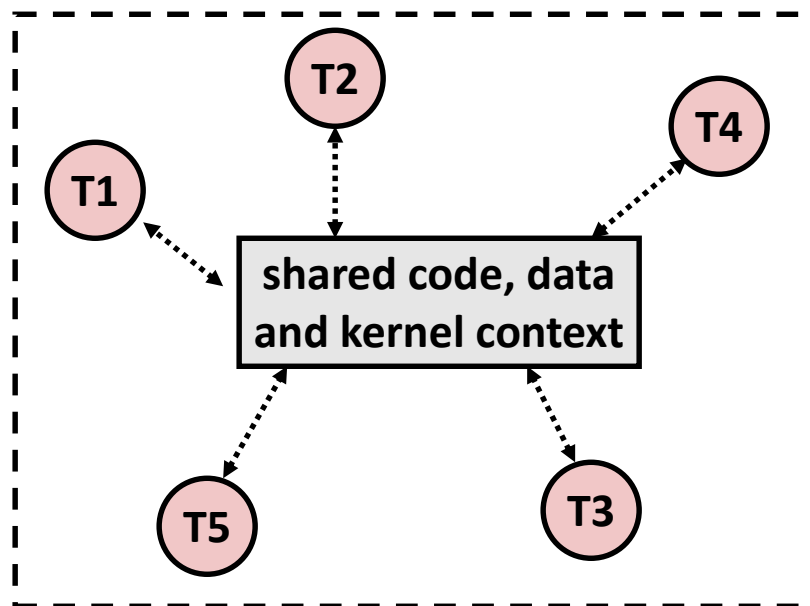 T2
T4
T1
shared code, data
and kernel context
T5
T3